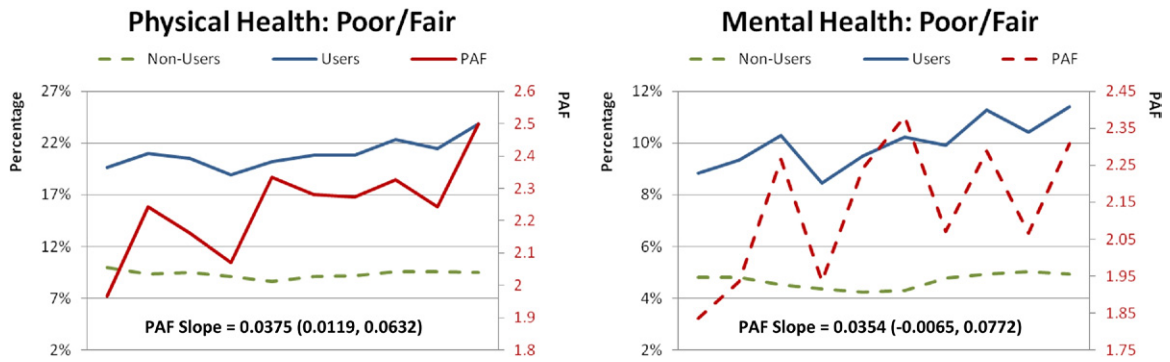 Physical Health: Poor/Fair
Non-Users Users PAF
Percentage
PAF
27%
22%
17%
12%
7%
2%
2.6
2.5
2.4
2.3
2.2
2.1
2
1.9
1.8
PAF Slope = 0.0375 (0.0119, 0.0632)
Mental Health: Poor/Fair
Non-Users Users PAF
Percentage
PAF
12%
10%
8%
6%
4%
2%
2.45
2.35
2.25
2.15
2.05
1.95
1.85
1.75
PAF Slope = 0.0354 (-0.0065, 0.0772)